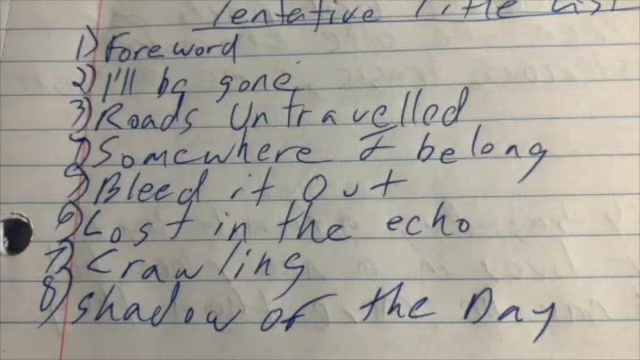 Tentative Title List
1) Foreword
2) I'll be gone
3) Roads Untravelled
4) Somewhere I belong
5) Bleed it Out
6) Lost in the echo
7) Crawling
8) Shadow of the Day